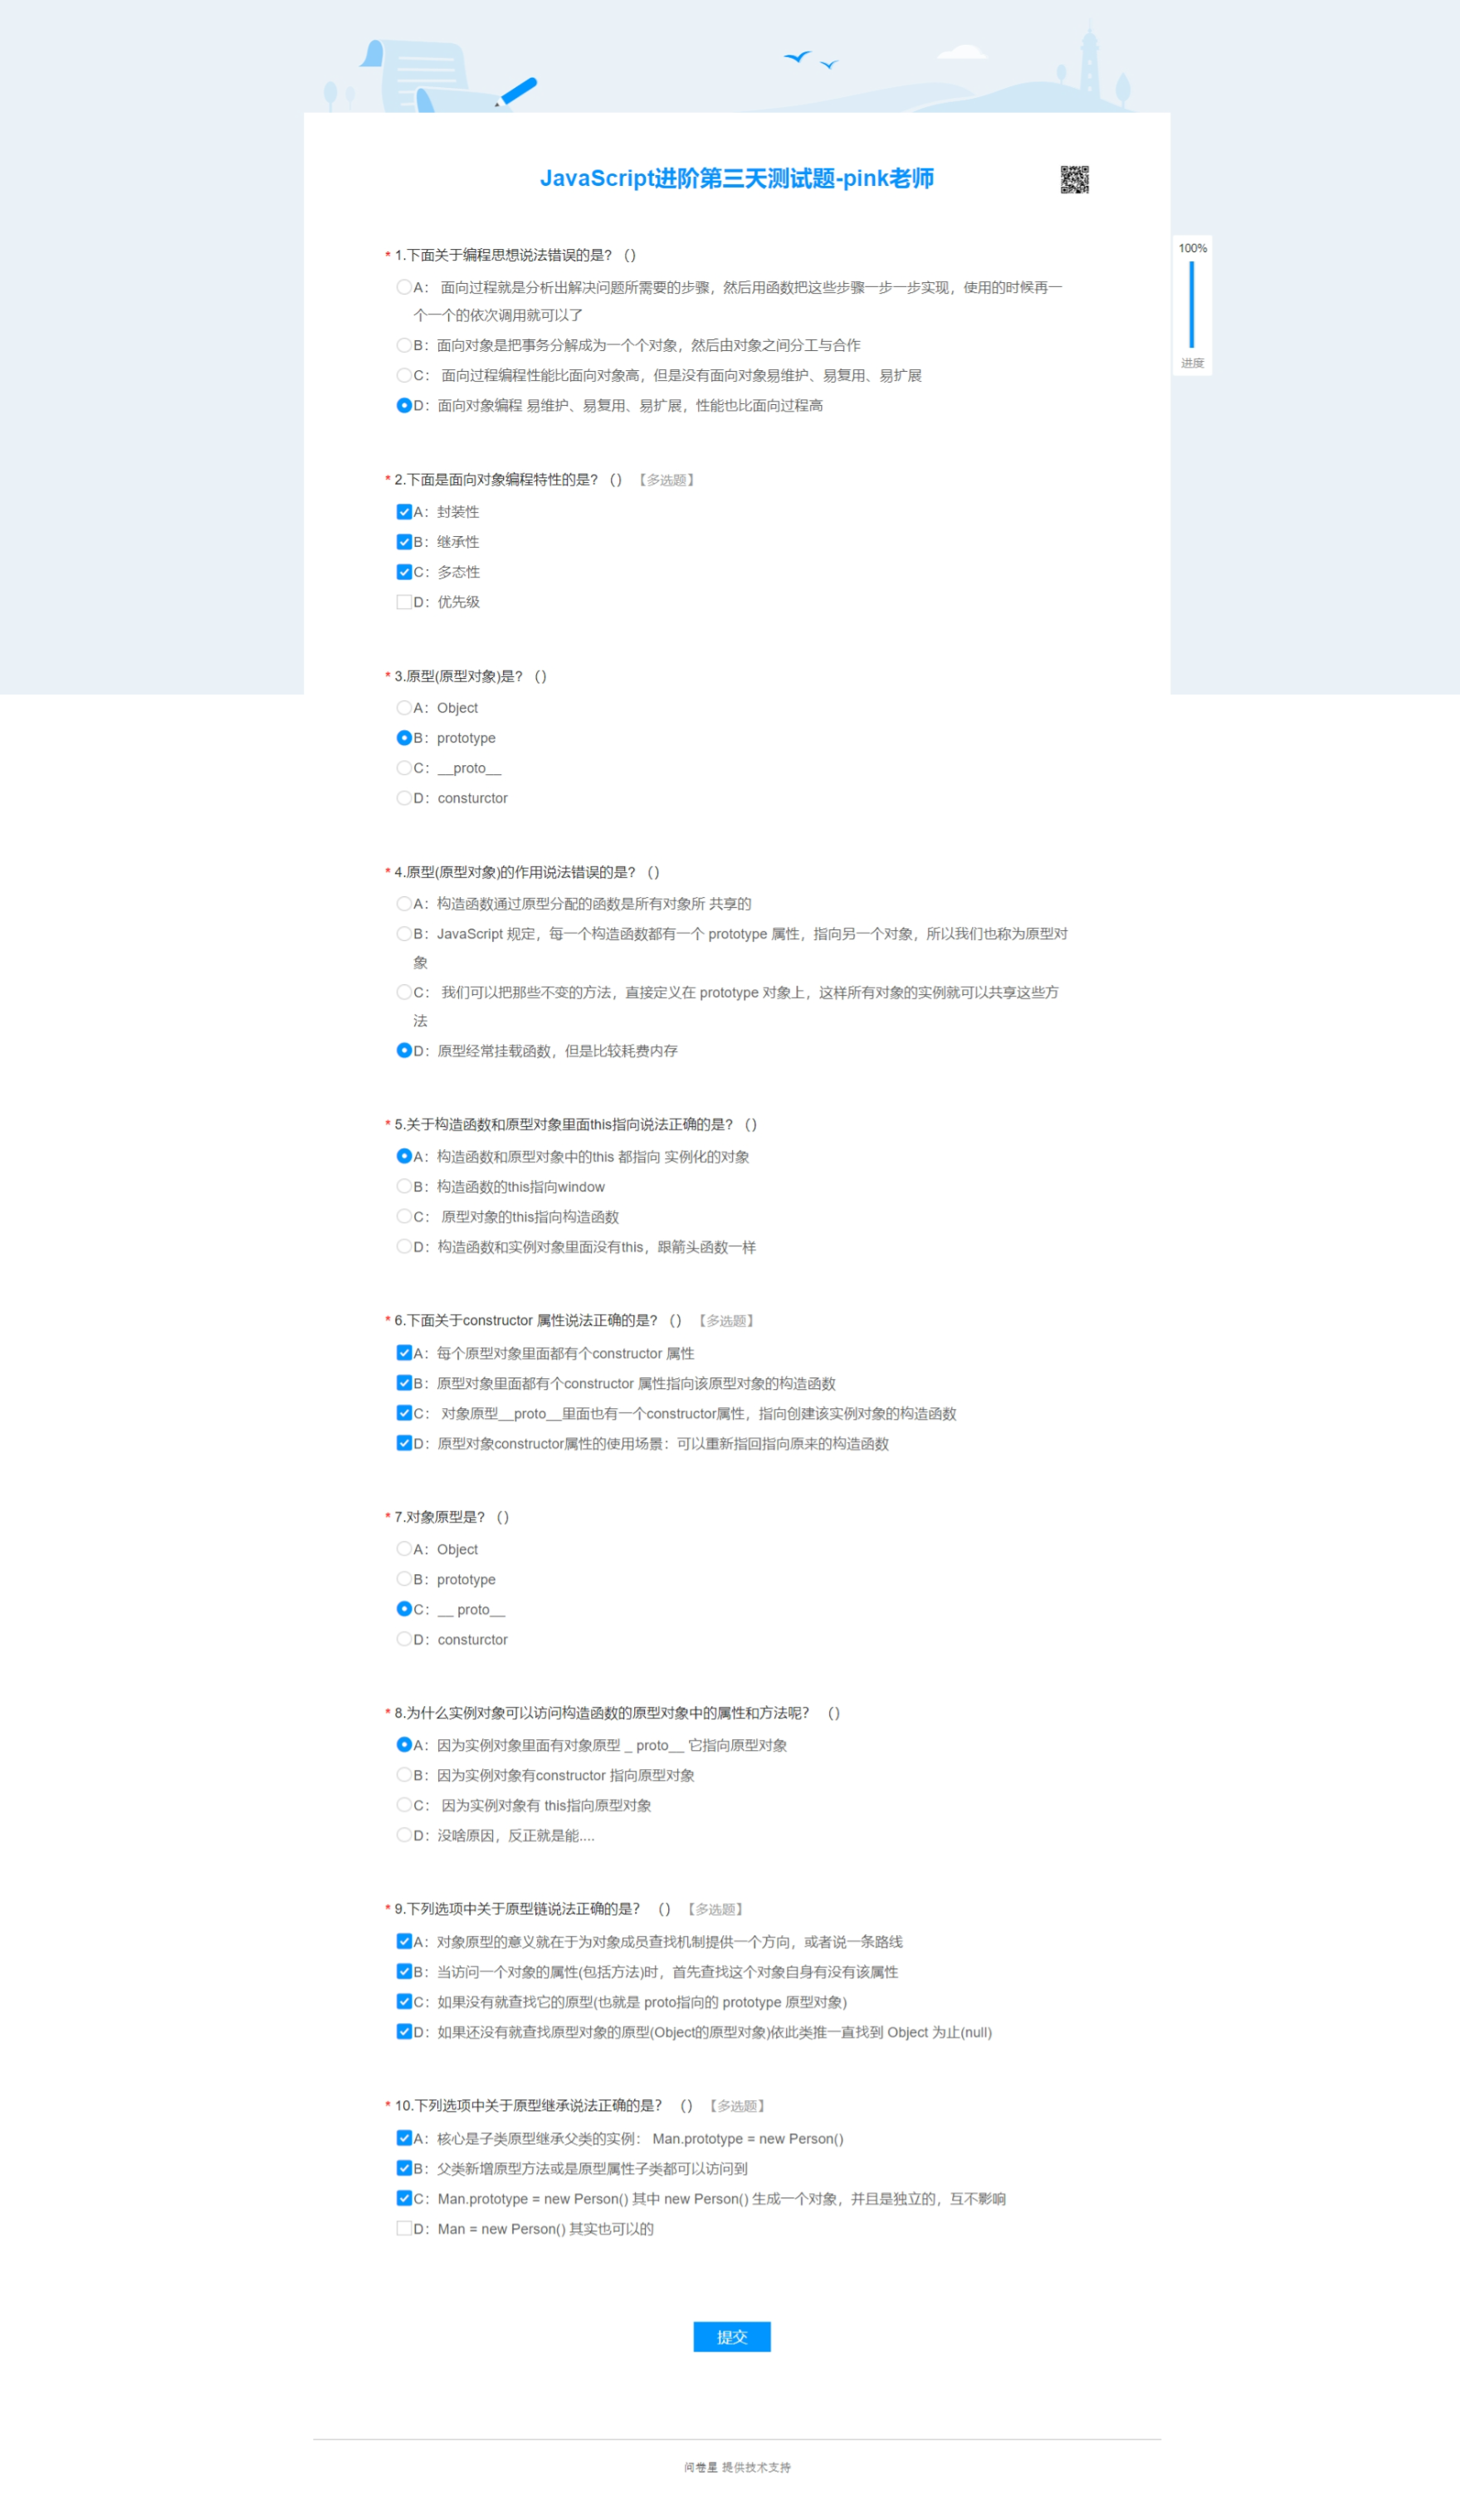 JavaScript进阶第三天测试题-pink老师
100%
进度
* 1.下面关于编程思想说法错误的是? （）
A： 面向过程就是分析出解决问题所需要的步骤，然后用函数把这些步骤一步一步实现，使用的时候再一
个一个的依次调用就可以了
B：面向对象是把事务分解成为一个个对象，然后由对象之间分工与合作
C： 面向过程编程性能比面向对象高，但是没有面向对象易维护、易复用、易扩展
D：面向对象编程 易维护、易复用、易扩展，性能也比面向过程高
* 2.下面是面向对象编程特性的是? （） 【多选题】
A：封装性
B：继承性
C：多态性
D：优先级
* 3.原型(原型对象)是? （）
A：Object
B：prototype
C：__proto__
D：consturctor
* 4.原型(原型对象)的作用说法错误的是? （）
A：构造函数通过原型分配的函数是所有对象所 共享的
B：JavaScript 规定，每一个构造函数都有一个 prototype 属性，指向另一个对象，所以我们也称为原型对
象
C： 我们可以把那些不变的方法，直接定义在 prototype 对象上，这样所有对象的实例就可以共享这些方
法
D：原型经常挂载函数，但是比较耗费内存
* 5.关于构造函数和原型对象里面this指向说法正确的是? （）
A：构造函数和原型对象中的this 都指向 实例化的对象
B：构造函数的this指向window
C： 原型对象的this指向构造函数
D：构造函数和实例对象里面没有this，跟箭头函数一样
* 6.下面关于constructor 属性说法正确的是? （） 【多选题】
A：每个原型对象里面都有个constructor 属性
B：原型对象里面都有个constructor 属性指向该原型对象的构造函数
C： 对象原型__proto__里面也有一个constructor属性，指向创建该实例对象的构造函数
D：原型对象constructor属性的使用场景：可以重新指回指向原来的构造函数
* 7.对象原型是? （）
A：Object
B：prototype
C：__ proto__
D：consturctor
* 8.为什么实例对象可以访问构造函数的原型对象中的属性和方法呢? （）
A：因为实例对象里面有对象原型 _ proto__ 它指向原型对象
B：因为实例对象有constructor 指向原型对象
C： 因为实例对象有 this指向原型对象
D：没啥原因，反正就是能....
* 9.下列选项中关于原型链说法正确的是? （） 【多选题】
A：对象原型的意义就在于为对象成员查找机制提供一个方向，或者说一条路线
B：当访问一个对象的属性(包括方法)时，首先查找这个对象自身有没有该属性
C：如果没有就查找它的原型(也就是 proto指向的 prototype 原型对象)
D：如果还没有就查找原型对象的原型(Object的原型对象)依此类推一直找到 Object 为止(null)
* 10.下列选项中关于原型继承说法正确的是? （） 【多选题】
A：核心是子类原型继承父类的实例： Man.prototype = new Person()
B：父类新增原型方法或是原型属性子类都可以访问到
C：Man.prototype = new Person() 其中 new Person() 生成一个对象，并且是独立的，互不影响
D：Man = new Person() 其实也可以的
提交
问卷星 提供技术支持